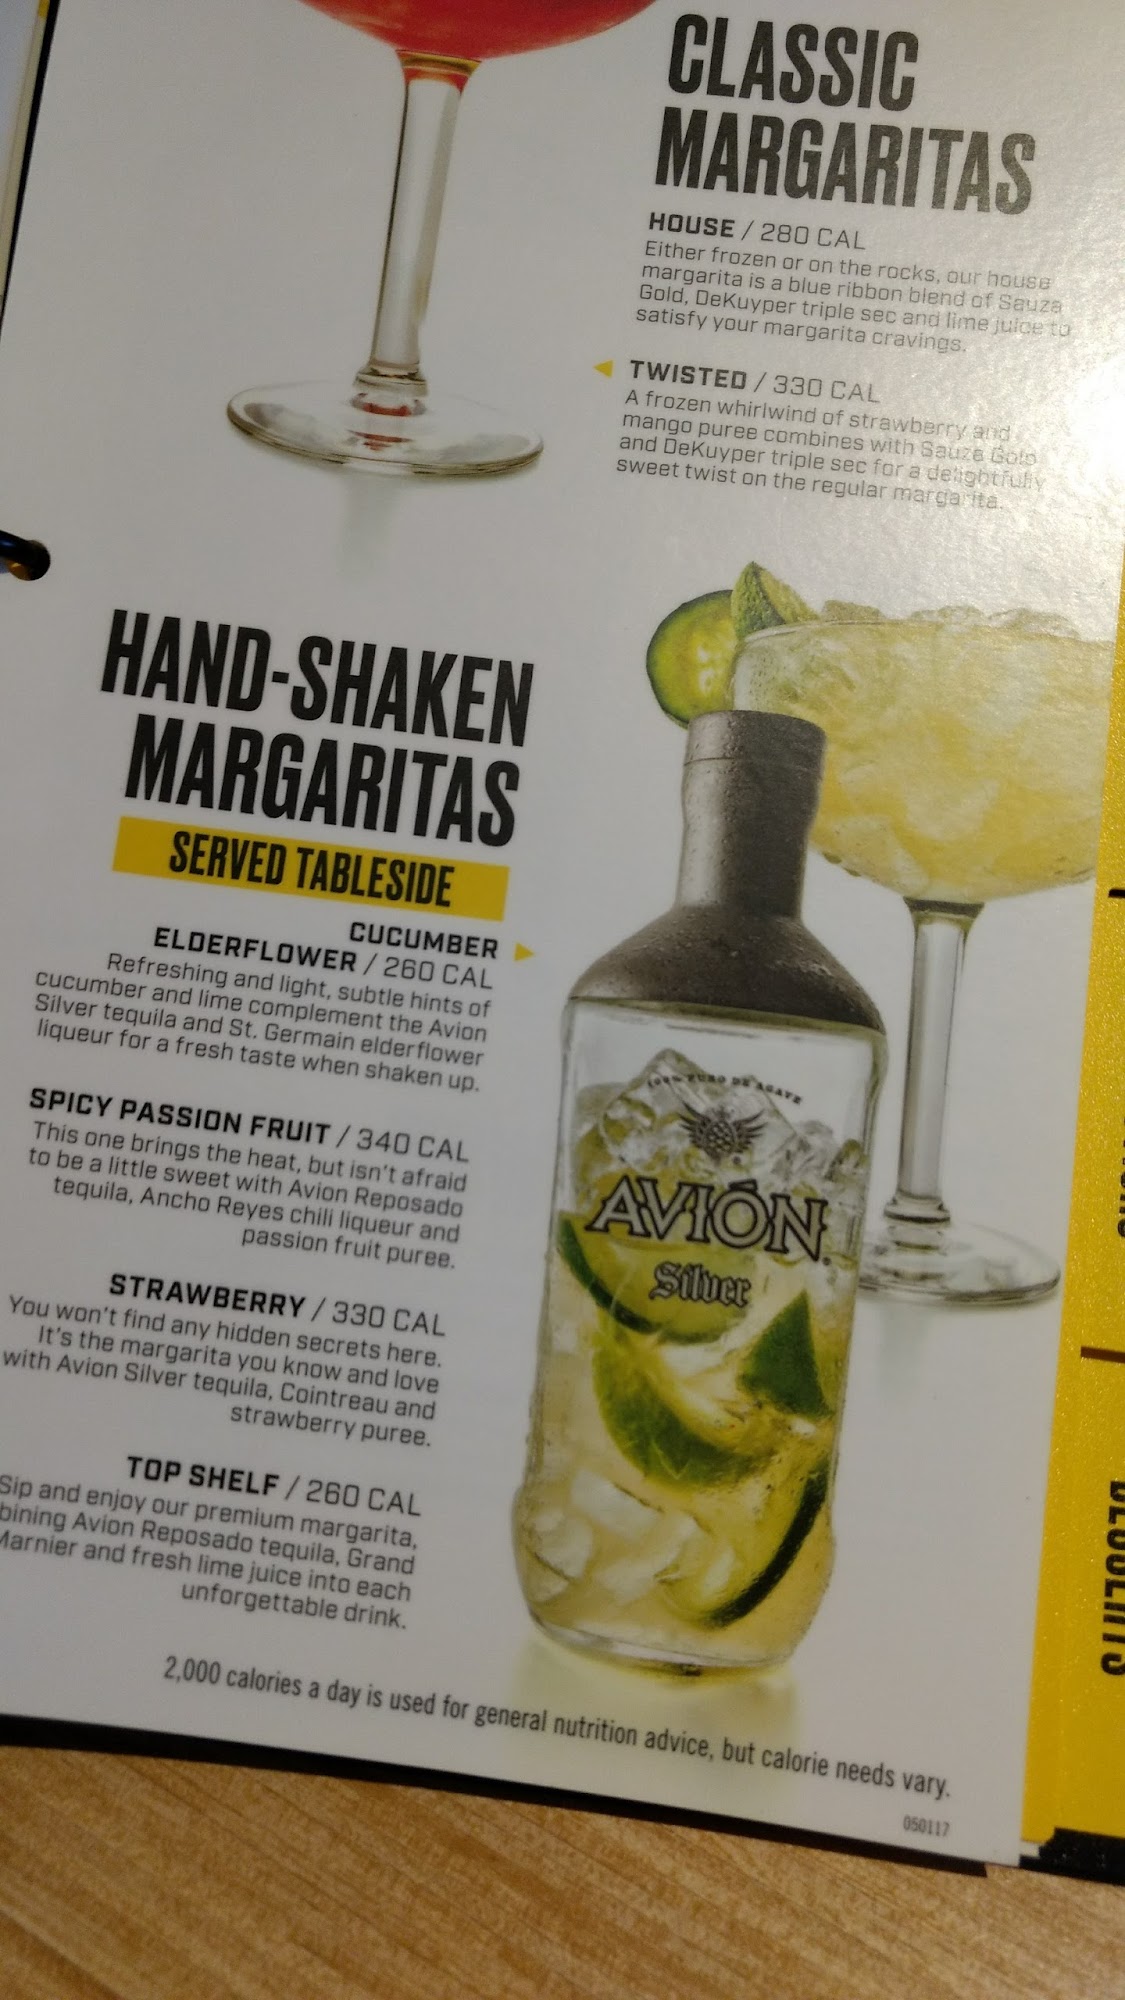 CLASSIC
MARGARITAS
HOUSE / 280 CAL
Either frozen or on the rocks, our house
margarita is a blue ribbon blend of Sauza
Gold, DeKuyper triple sec and lime juice to
satisfy your margarita cravings.
TWISTED / 330 CAL
A frozen whirlwind of strawberry and
mango puree combines with Sauza Gold
and DeKuyper triple sec for a delightfully
sweet twist on the regular margarita.
HAND-SHAKEN
MARGARITAS
SERVED TABLESIDE
CUCUMBER
ELDERFLOWER / 260 CAL
Refreshing and light, subtle hints of
cucumber and lime complement the Avion
Silver tequila and St. Germain elderflower
liqueur for a fresh taste when shaken up.
SPICY PASSION FRUIT / 340 CAL
This one brings the heat, but isn't afraid
to be a little sweet with Avion Reposado
tequila, Ancho Reyes chili liqueur and
passion fruit puree.
STRAWBERRY / 330 CAL
You won't find any hidden secrets here.
It's the margarita you know and love
with Avion Silver tequila, Cointreau and
strawberry puree.
TOP SHELF / 260 CAL
Sip and enjoy our premium margarita,
bining Avion Reposado tequila, Grand
Marnier and fresh lime juice into each
unforgettable drink.
100% PURO DE AGAVE
AVIÓN
Silver
2,000 calories a day is used for general nutrition advice, but calorie needs vary.
050117